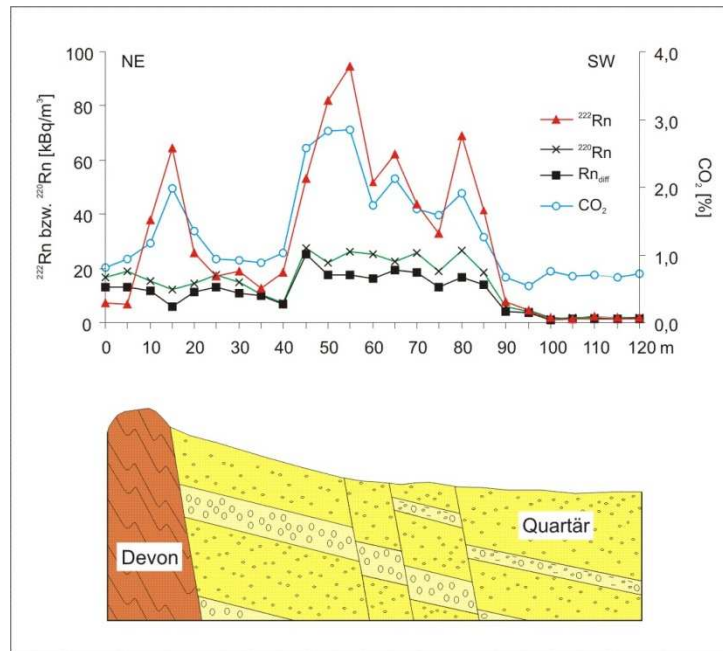 NE
SW
100
80
60
40
20
0
²²²Rn bzw. ²²⁰Rn [kBq/m³]
4,0
3,0
2,0
1,0
0,0
CO₂ [%]
²²²Rn
²²⁰Rn
Rn_diff
CO₂
0 10 20 30 40 50 60 70 80 90 100 110 120 m
Devon
Quartär